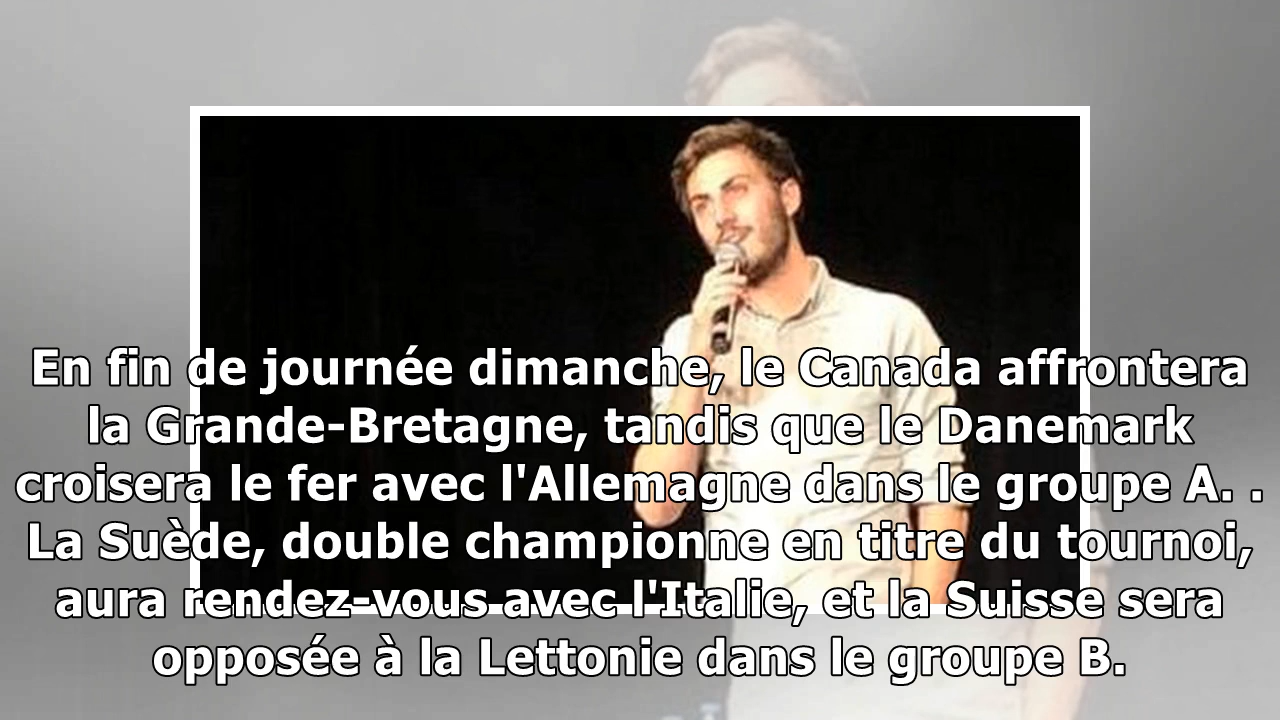 En fin de journée dimanche, le Canada affrontera
la Grande-Bretagne, tandis que le Danemark
croisera le fer avec l'Allemagne dans le groupe A. .
La Suède, double championne en titre du tournoi,
aura rendez-vous avec l'Italie, et la Suisse sera
opposée à la Lettonie dans le groupe B.